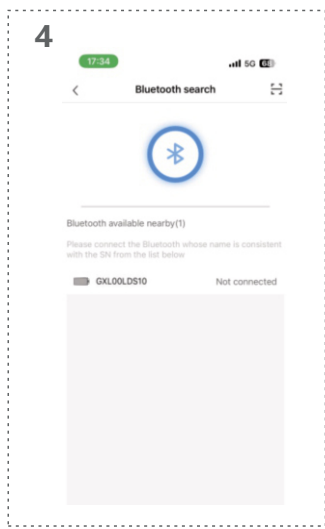 4
17:34
5G 64
Bluetooth search
Bluetooth available nearby(1)
Please connect the Bluetooth whose name is consistent
with the SN from the list below
GXL00LDS10 Not connected